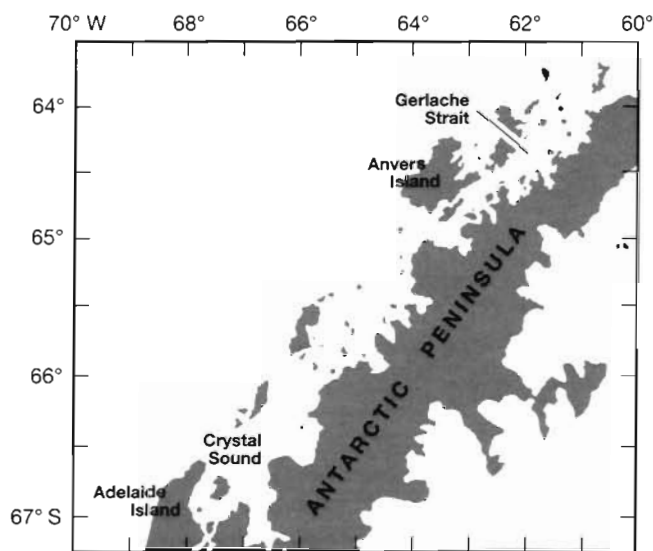 70° W 68° 66° 64° 62° 60°
64°
Gerlache
Strait
Anvers
Island
65°
ANTARCTIC PENINSULA
66°
Crystal
Sound
Adelaide
Island
67° S